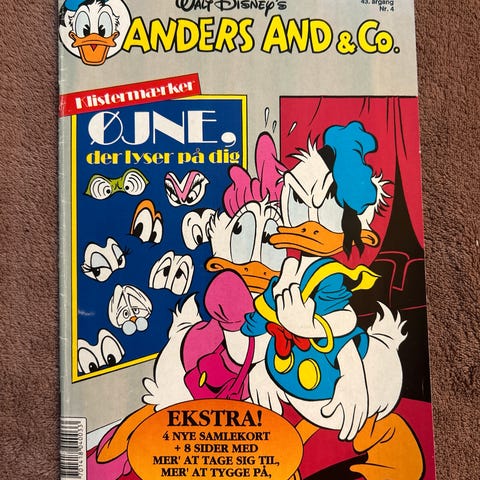 WALT DISNEY'S
43. årgang
Nr. 4
ANDERS AND & Co.
Klistermærker
ØJNE,
der lyser på dig
EKSTRA!
4 NYE SAMLEKORT
+ 8 SIDER MED
MER' AT TAGE SIG TIL,
MER' AT TYGGE PÅ,